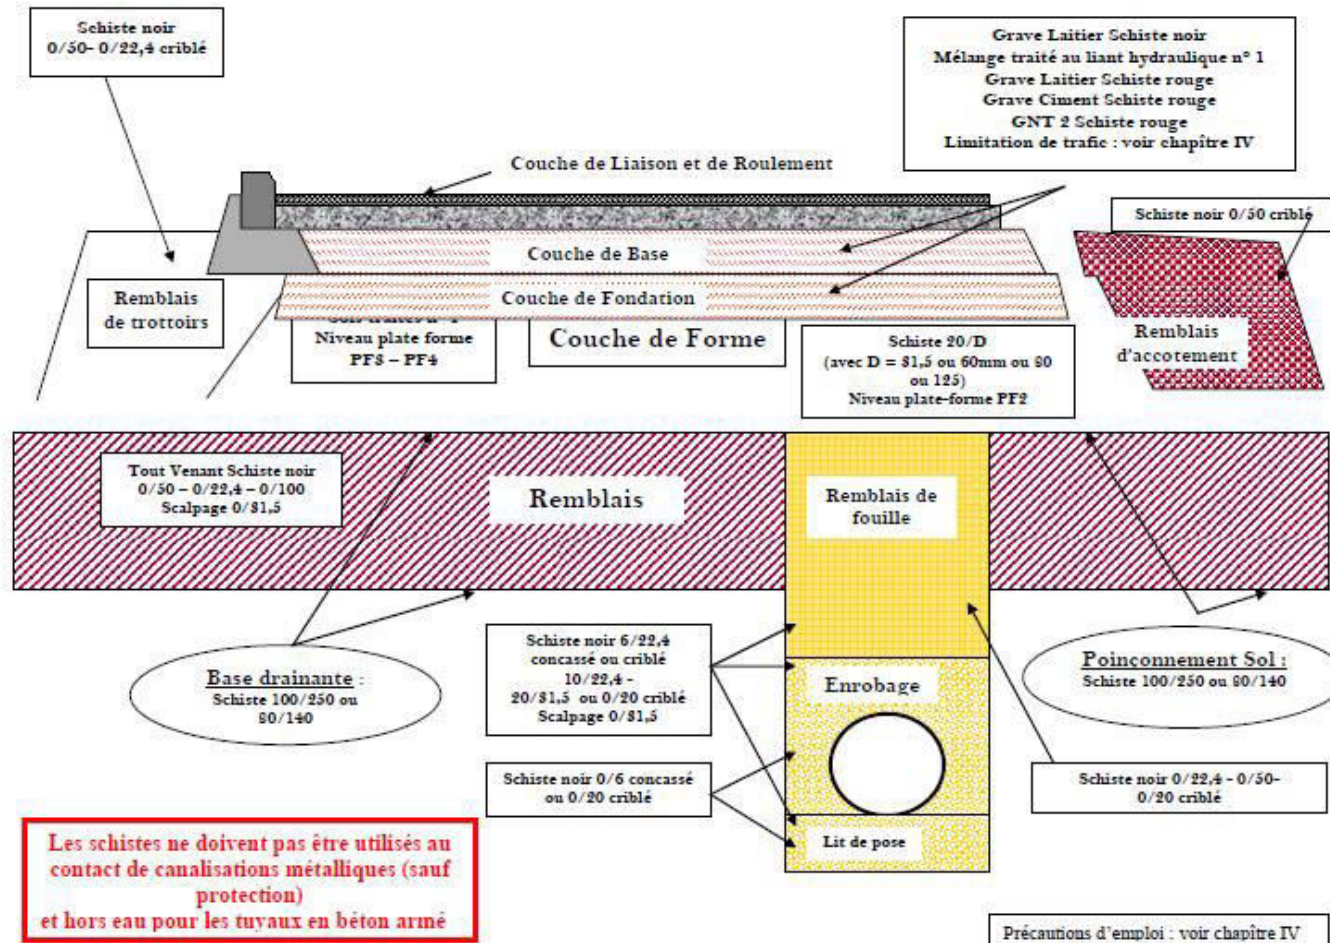 Schiste noir
0/50- 0/22,4 criblé
Grave Laitier Schiste noir
Mélange traité au liant hydraulique n° 1
Grave Laitier Schiste rouge
Grave Ciment Schiste rouge
GNT 2 Schiste rouge
Limitation de trafic : voir chapître IV
Couche de Liaison et de Roulement
Schiste noir 0/50 criblé
Couche de Base
Couche de Fondation
Remblais
de trottoirs
Niveau plate forme
PF3 – PF4
Couche de Forme
Schiste 20/D
(avec D = 31,5 ou 60mm ou 80
ou 125)
Niveau plate-forme PF2
Remblais
d'accotement
Tout Venant Schiste noir
0/50 – 0/22,4 – 0/100
Scalpage 0/31,5
Remblais
Remblais de
fouille
Base drainante :
Schiste 100/250 ou
80/140
Schiste noir 6/22,4
concassé ou criblé
10/22,4 -
20/31,5 ou 0/20 criblé
Scalpage 0/31,5
Enrobage
Poinçonnement Sol :
Schiste 100/250 ou 80/140
Schiste noir 0/6 concassé
ou 0/20 criblé
Schiste noir 0/22,4 - 0/50-
0/20 criblé
Lit de pose
Les schistes ne doivent pas être utilisés au
contact de canalisations métalliques (sauf
protection)
et hors eau pour les tuyaux en béton armé
Précautions d'emploi : voir chapître IV